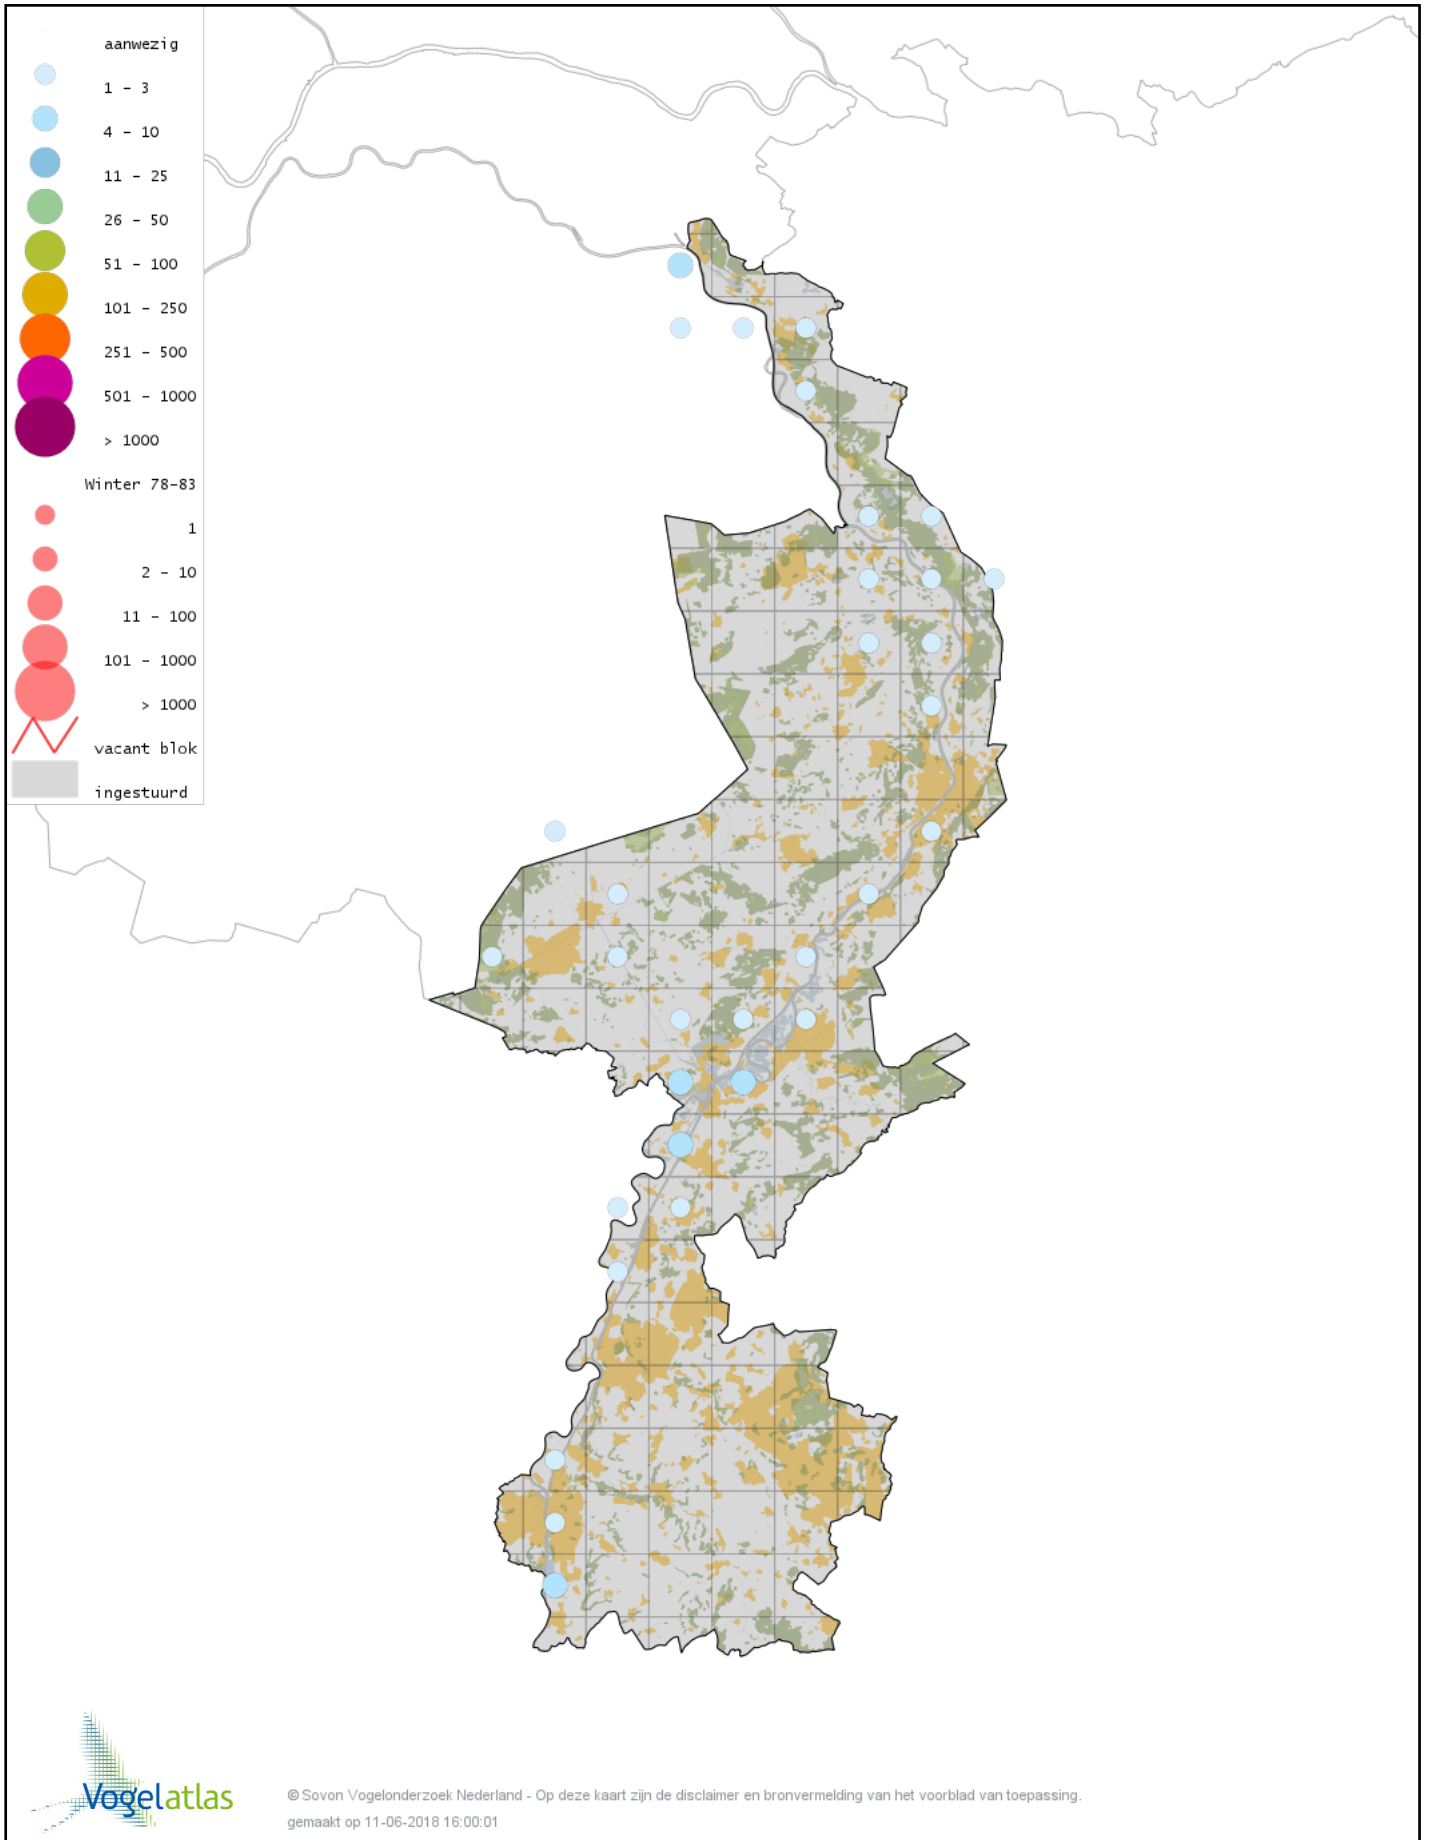 aanwezig
1 - 3
4 - 10
11 - 25
26 - 50
51 - 100
101 - 250
251 - 500
501 - 1000
> 1000
Winter 78-83
1
2 - 10
11 - 100
101 - 1000
> 1000
vacant blok
ingestuurd
Vogelatlas
© Sovon Vogelonderzoek Nederland - Op deze kaart zijn de disclaimer en bronvermelding van het voorblad van toepassing.
gemaakt op 11-06-2018 16:00:01